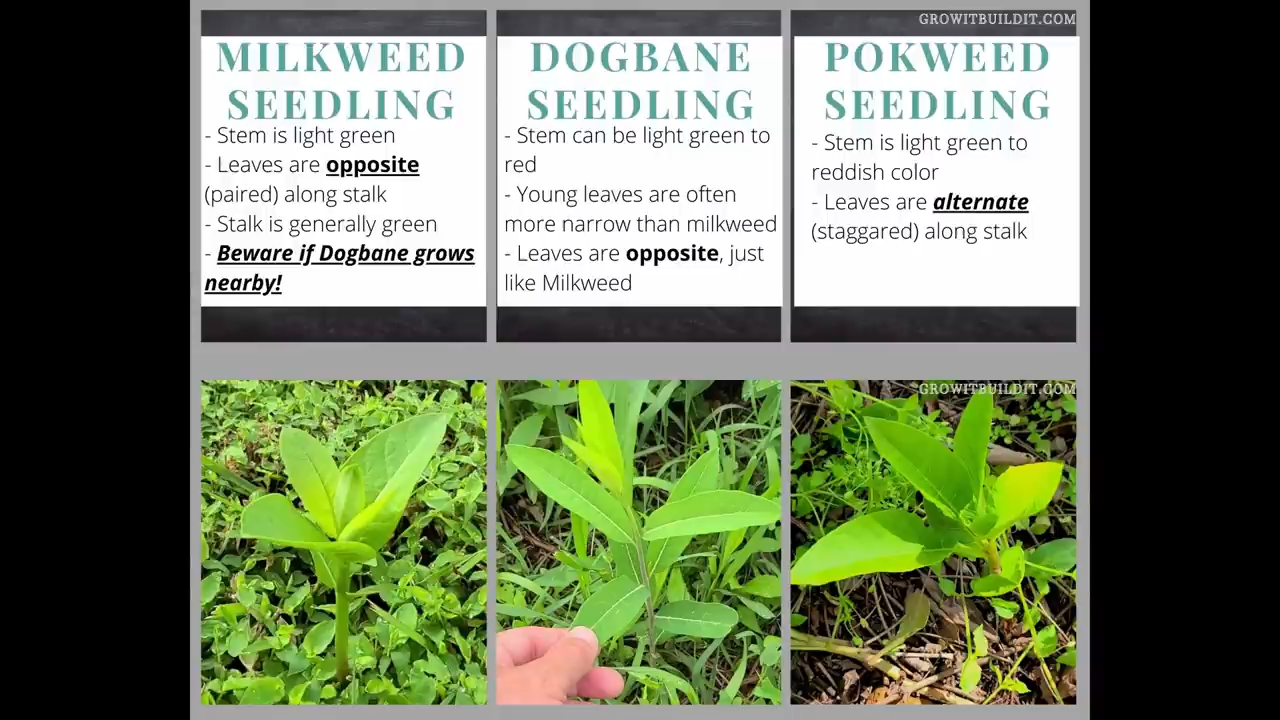 GROWITBUILDIT.COM
MILKWEED
SEEDLING
- Stem is light green
- Leaves are opposite
(paired) along stalk
- Stalk is generally green
- Beware if Dogbane grows
nearby!
DOGBANE
SEEDLING
- Stem can be light green to
red
- Young leaves are often
more narrow than milkweed
- Leaves are opposite, just
like Milkweed
POKWEED
SEEDLING
- Stem is light green to
reddish color
- Leaves are alternate
(staggared) along stalk
GROWITBUILDIT.COM